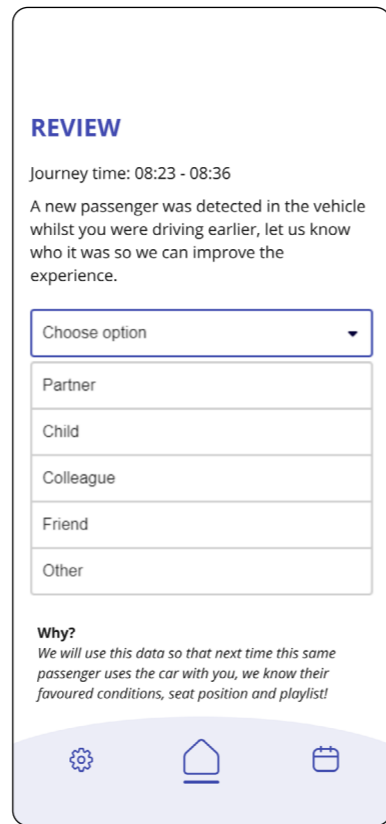 REVIEW
Journey time: 08:23 - 08:36
A new passenger was detected in the vehicle
whilst you were driving earlier, let us know
who it was so we can improve the
experience.
Choose option
Partner
Child
Colleague
Friend
Other
Why?
We will use this data so that next time this same
passenger uses the car with you, we know their
favoured conditions, seat position and playlist!